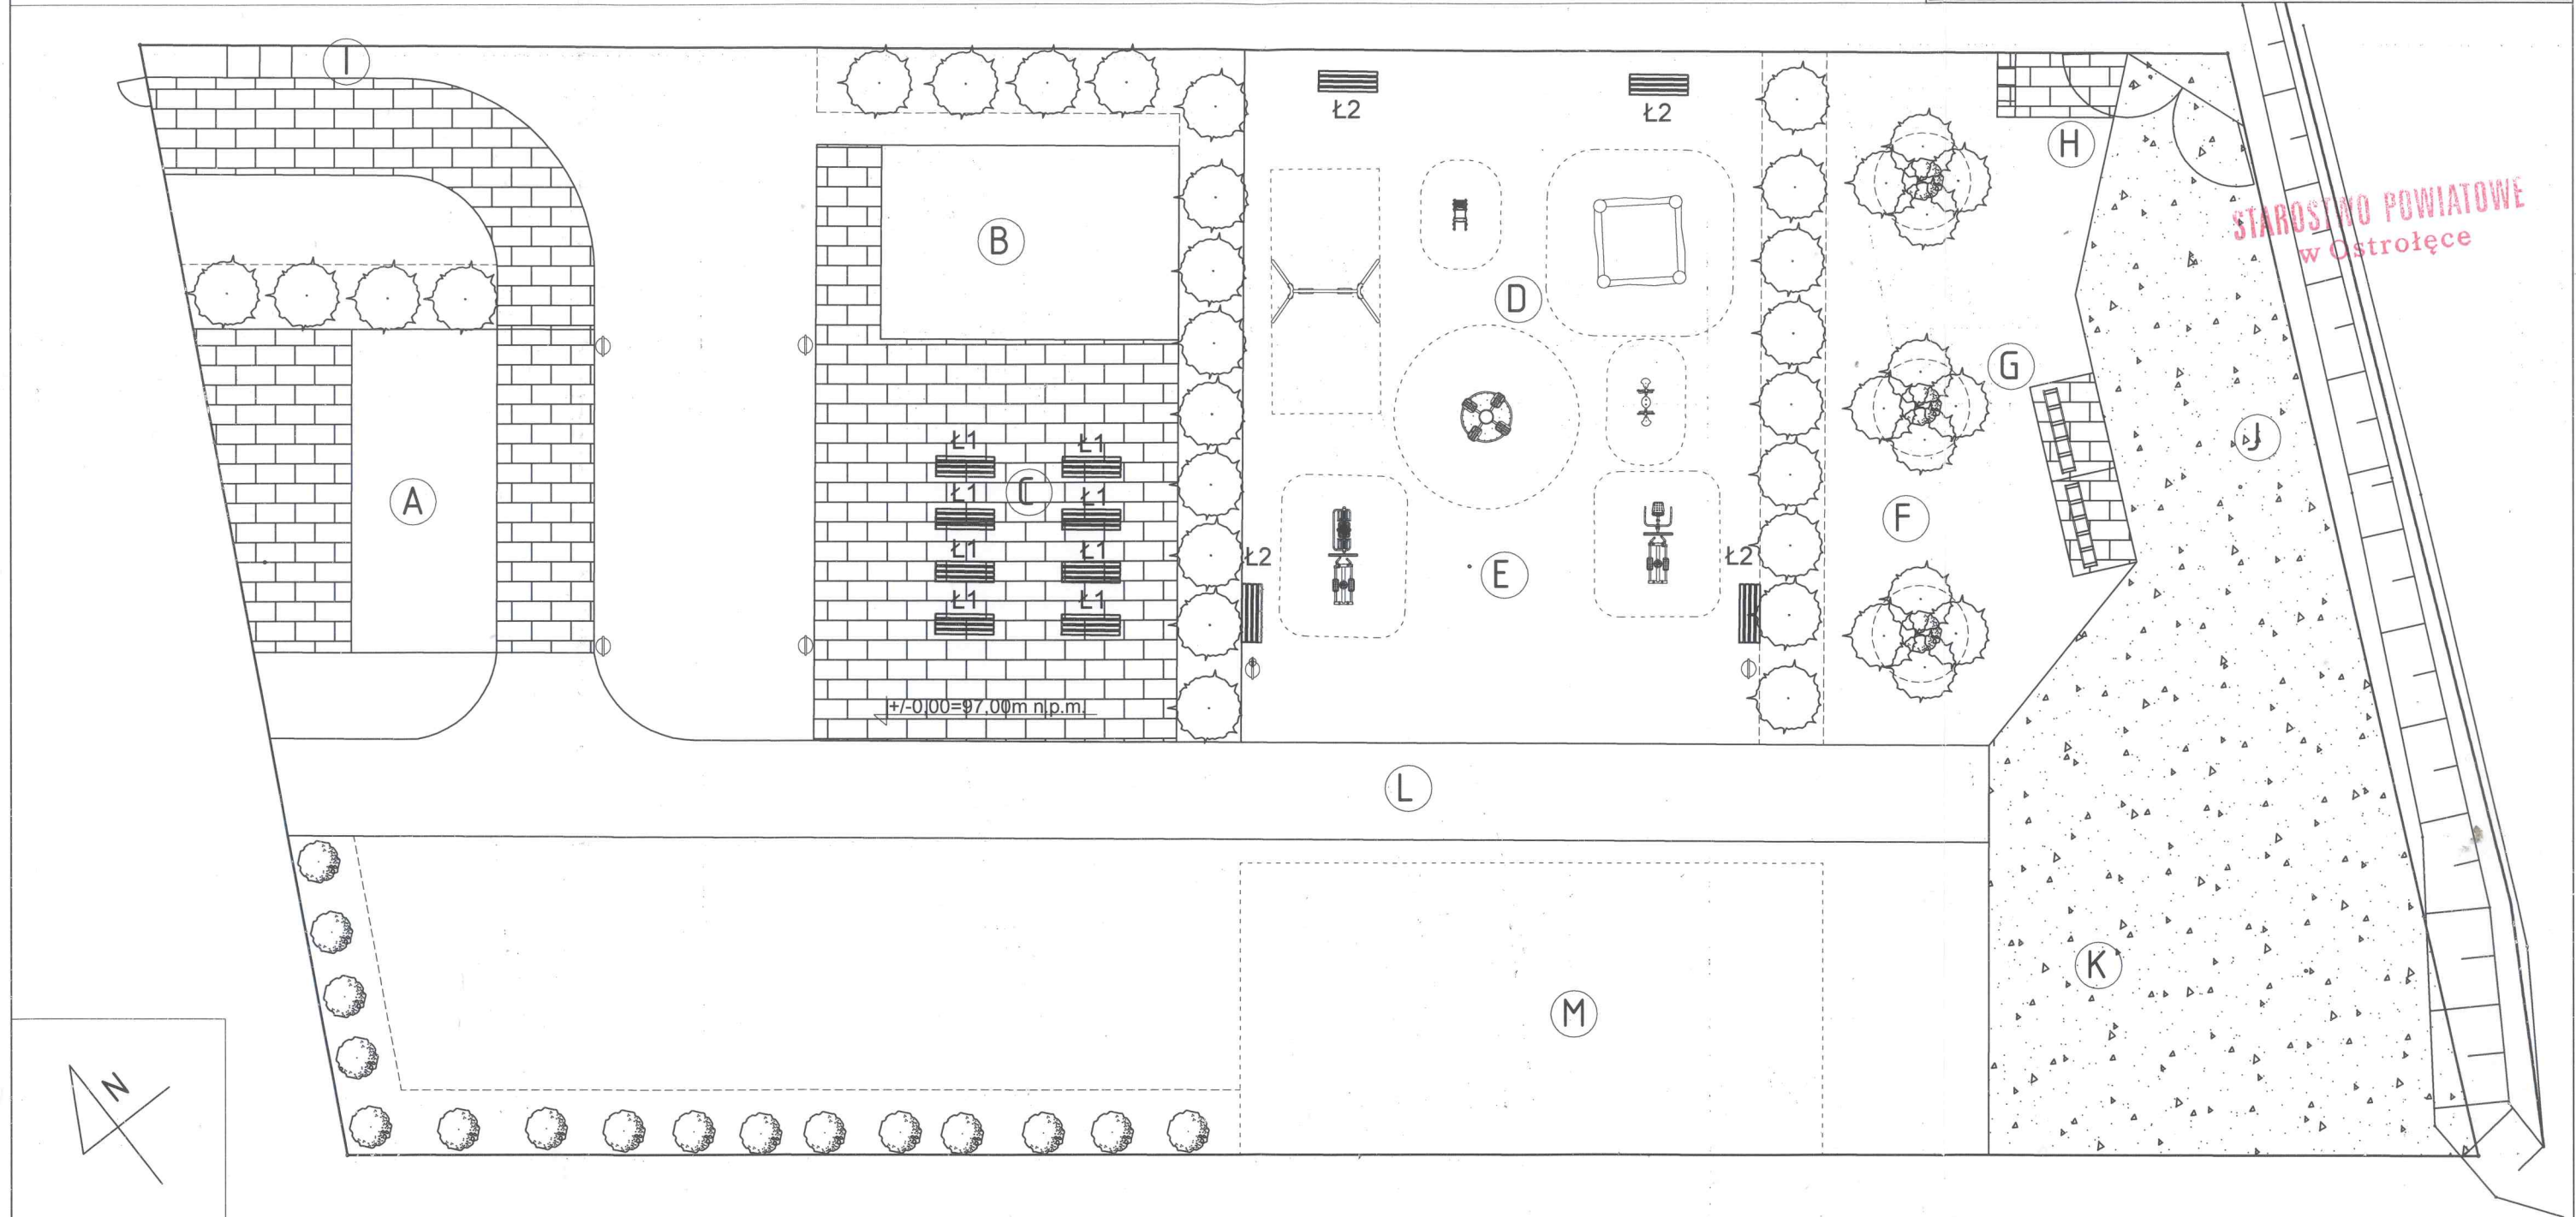 I
Ł2
Ł2
H
STAROSTWO POWIATOWE
w Ostrołęce
B
D
G
Ł1
Ł1
J
A
Ł1
C
Ł1
F
Ł1
Ł1
Ł2
E
Ł2
Ł1
Ł1
+/-0,00=97,00m n.p.m.
L
K
M
N